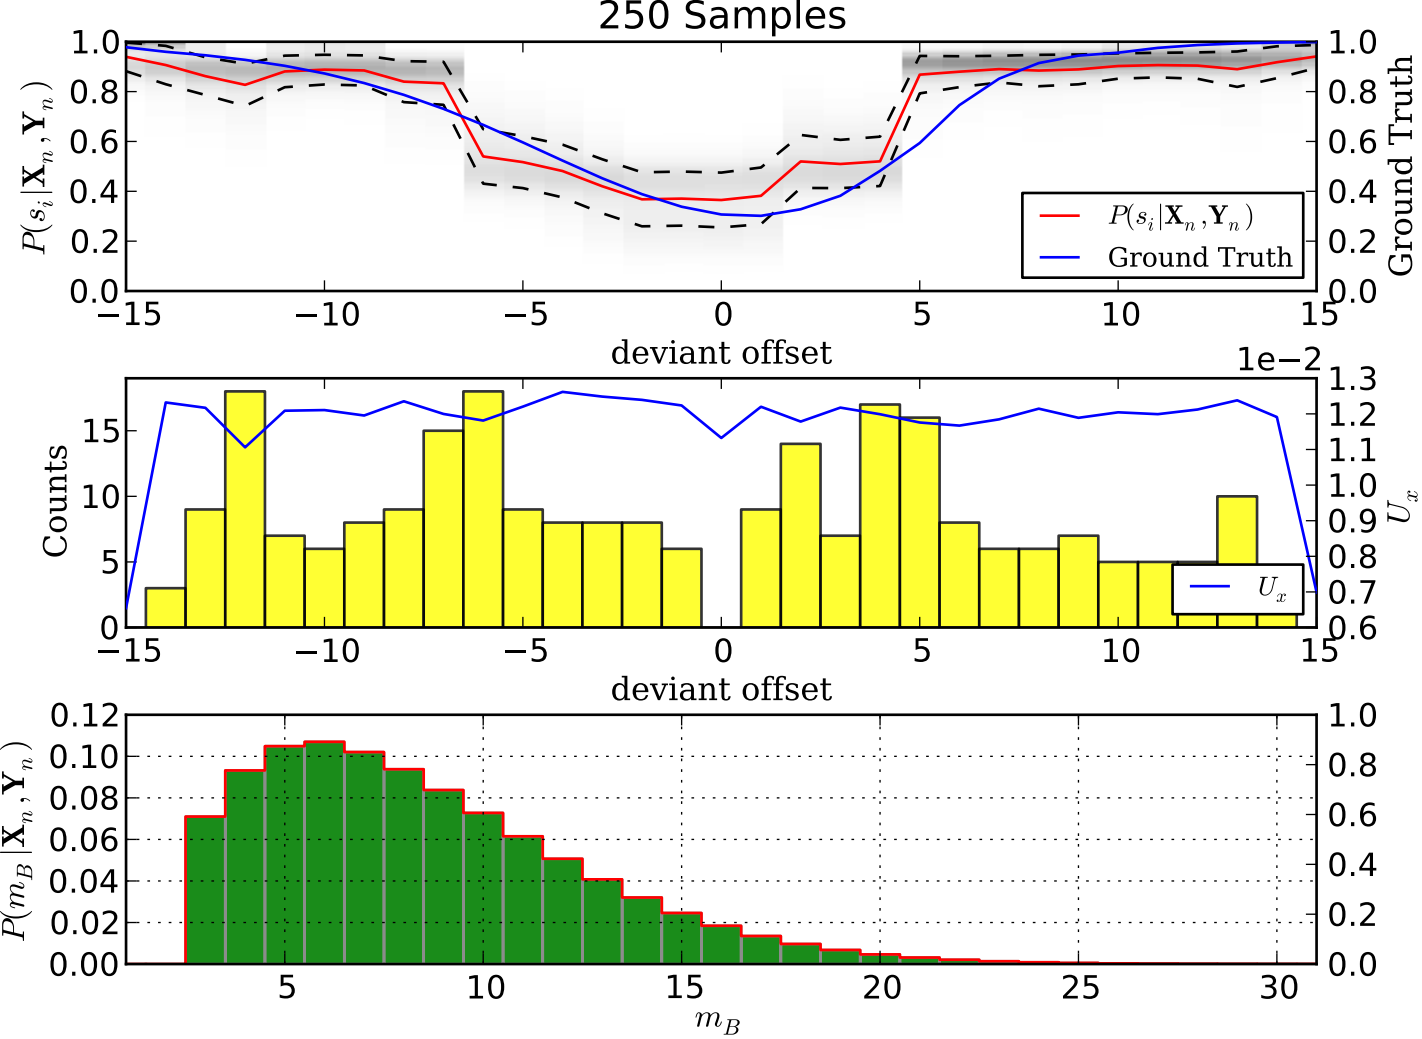 250 Samples
1.0 0.8 0.6 0.4 0.2 0.0
P(s_i|X_n,Y_n)
1.0 0.8 0.6 0.4 0.2 0.0
Ground Truth
P(s_i|X_n,Y_n)
Ground Truth
−15 −10 −5 0 5 10 15
deviant offset
1e−2
15 10 5 0
Counts
1.3 1.2 1.1 1.0 0.9 0.8 0.7 0.6
U_x
U_x
−15 −10 −5 0 5 10 15
deviant offset
0.12 0.10 0.08 0.06 0.04 0.02 0.00
P(m_B|X_n,Y_n)
1.0 0.8 0.6 0.4 0.2 0.0
5 10 15 20 25 30
m_B